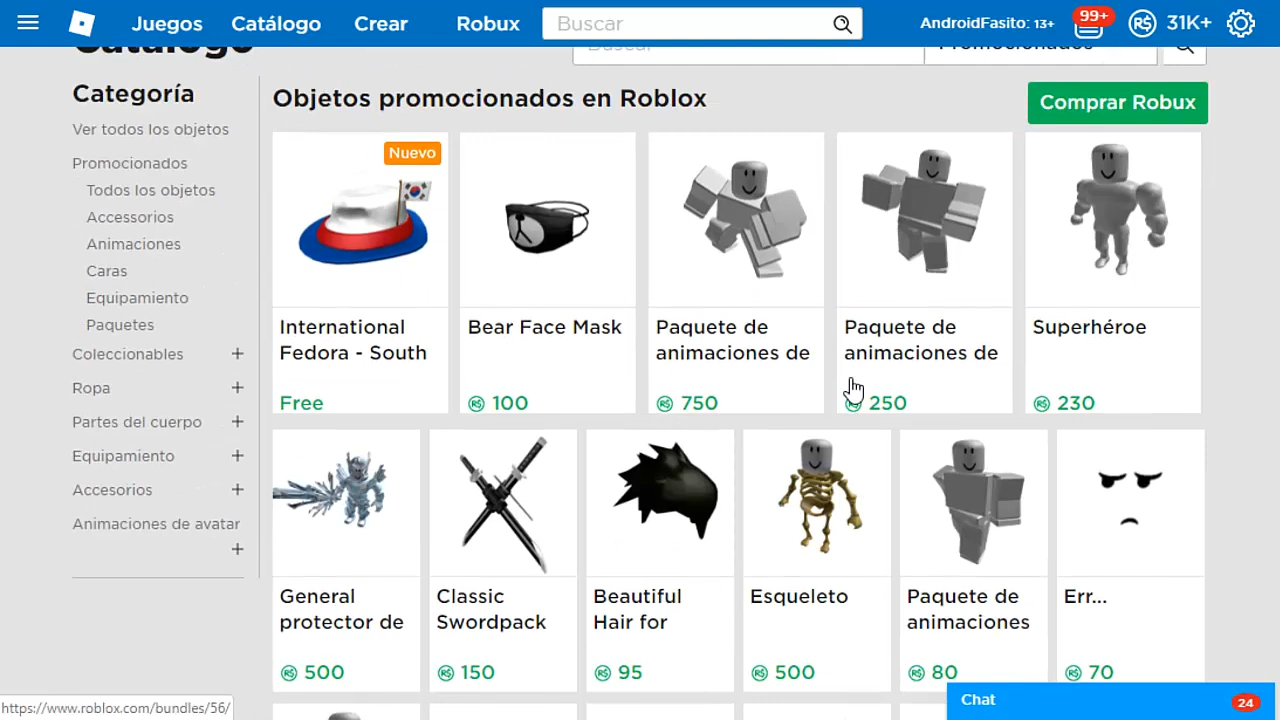 Juegos Catálogo Crear Robux Buscar AndroidFasito: 13+ 99+ 31K+
Catálogo
Buscar Promocionados
Categoría
Ver todos los objetos
Promocionados
Todos los objetos
Accessorios
Animaciones
Caras
Equipamiento
Paquetes
Coleccionables +
Ropa +
Partes del cuerpo +
Equipamiento +
Accesorios +
Animaciones de avatar
+
Objetos promocionados en Roblox
Comprar Robux
Nuevo
International
Fedora - South
Free
Bear Face Mask
R$ 100
Paquete de
animaciones de
R$ 750
Paquete de
animaciones de
R$ 250
Superhéroe
R$ 230
General
protector de
R$ 500
Classic
Swordpack
R$ 150
Beautiful
Hair for
R$ 95
Esqueleto
R$ 500
Paquete de
animaciones
R$ 80
Err...
R$ 70
Chat 24
https://www.roblox.com/bundles/56/